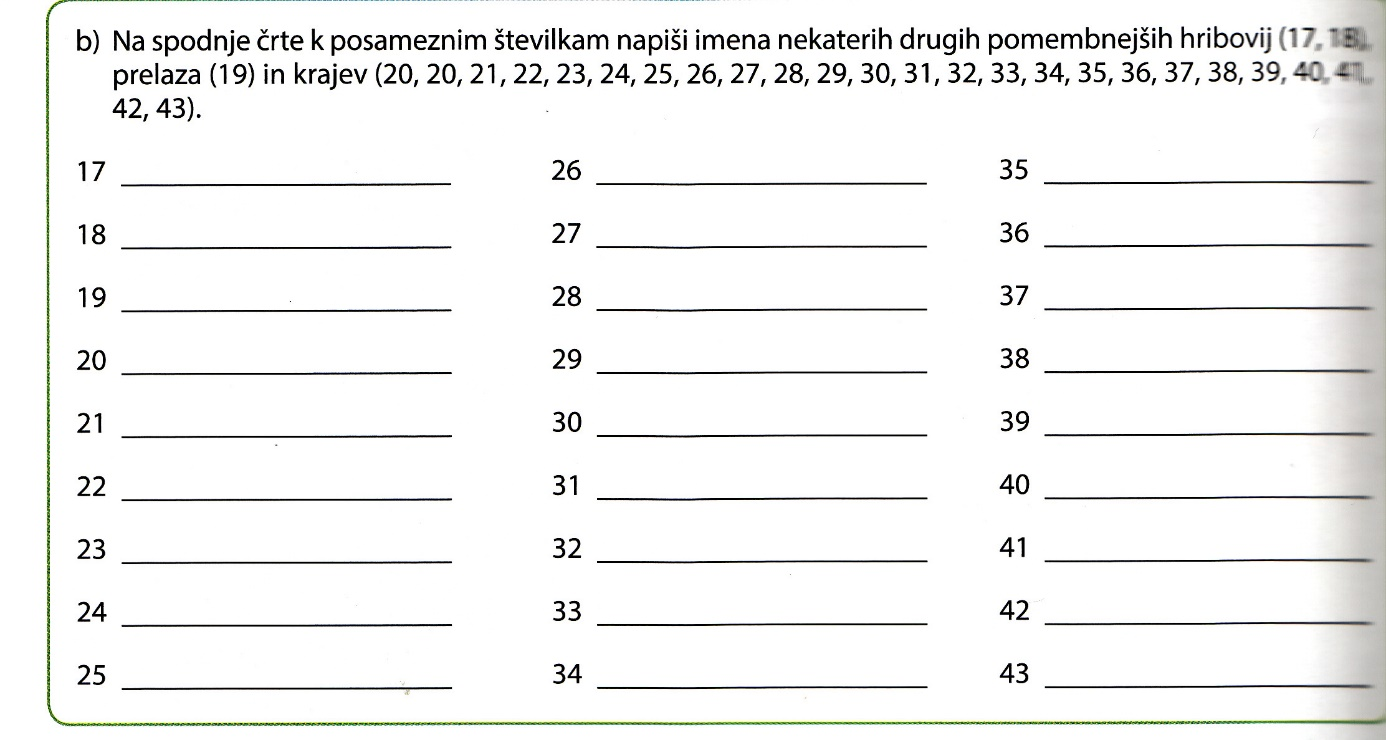 b) Na spodnje črte k posameznim številkam napiši imena nekaterih drugih pomembnejših hribovij (17, 18),
prelaza (19) in krajev (20, 20, 21, 22, 23, 24, 25, 26, 27, 28, 29, 30, 31, 32, 33, 34, 35, 36, 37, 38, 39, 40, 41,
42, 43).
17 26 35
18 27 36
19 28 37
20 29 38
21 30 39
22 31 40
23 32 41
24 33 42
25 34 43